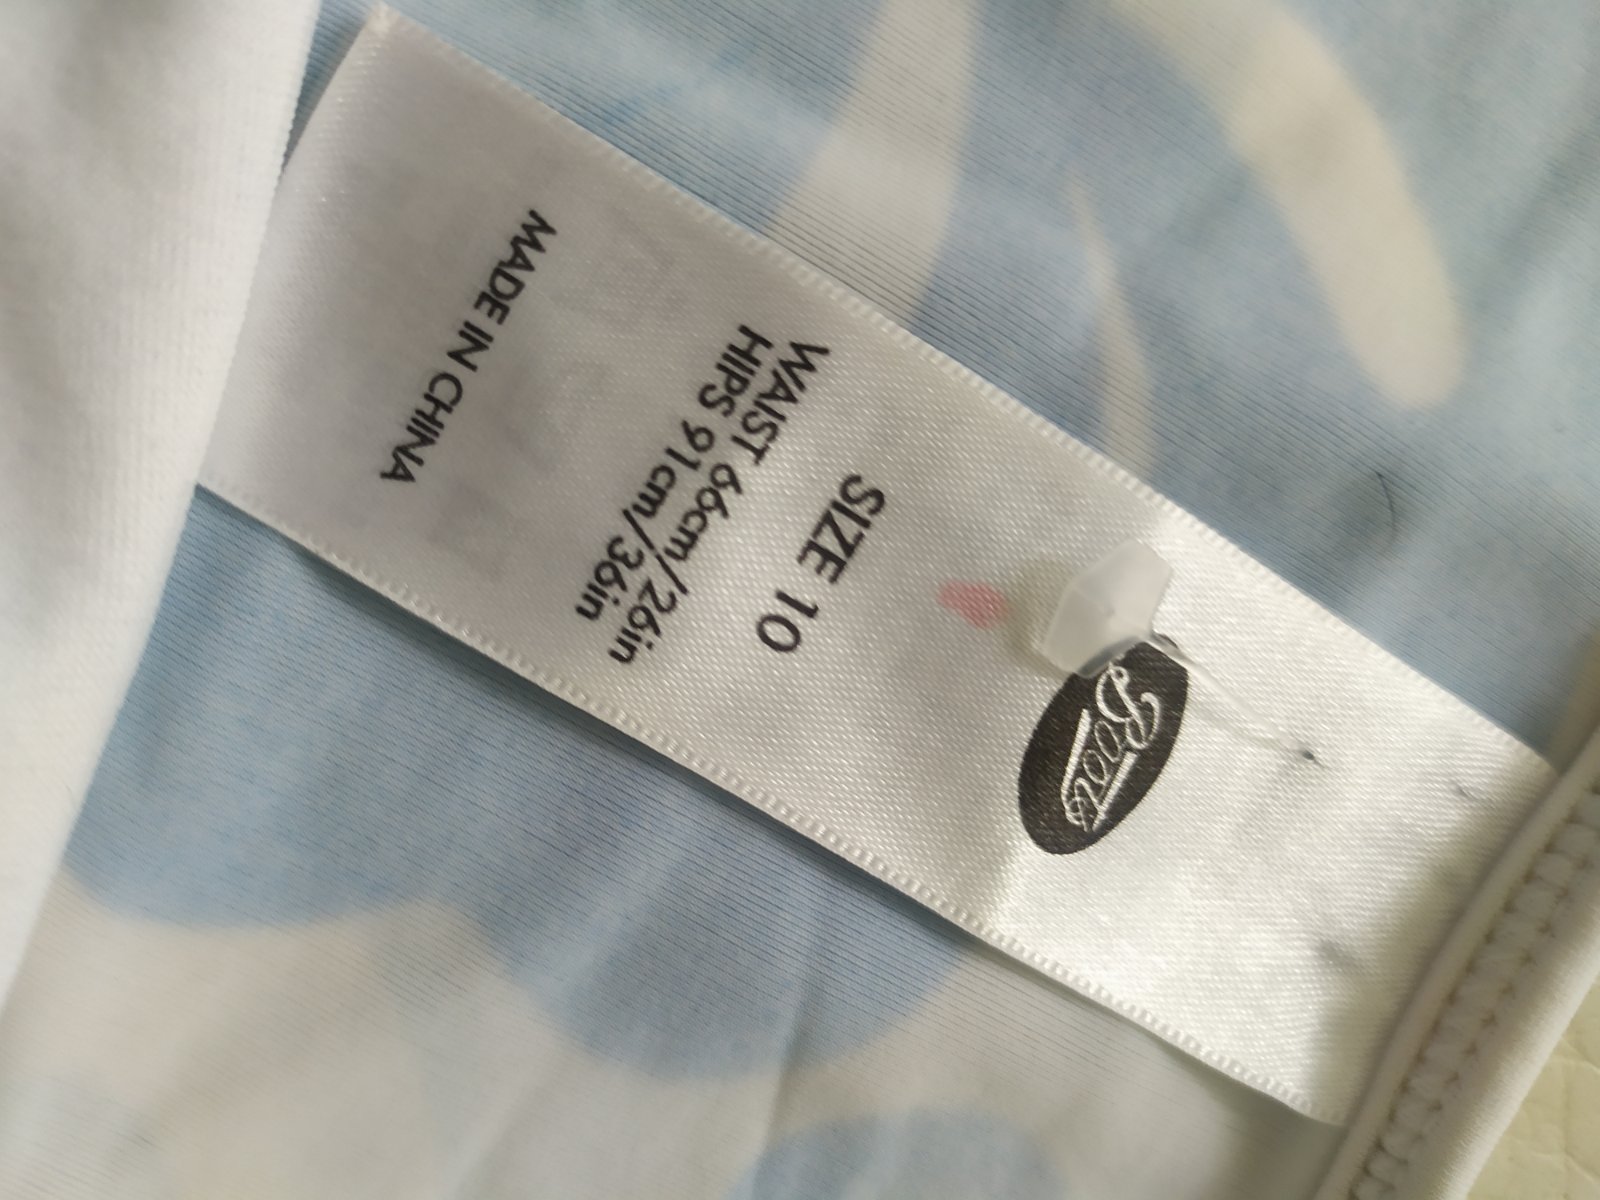 Boots
SIZE 10
WAIST 66cm/26in
HIPS 91cm/36in
MADE IN CHINA